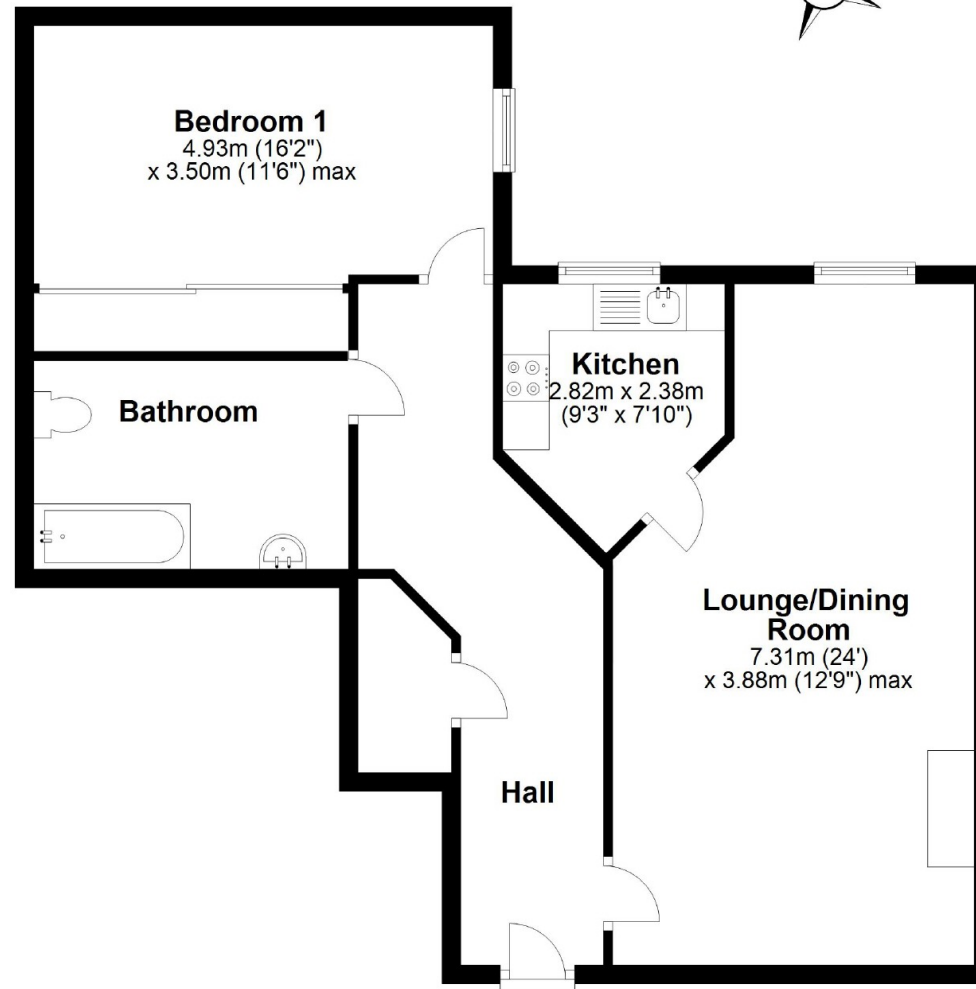 Bedroom 1
4.93m (16'2")
x 3.50m (11'6") max
Kitchen
2.82m x 2.38m
(9'3" x 7'10")
Bathroom
Lounge/Dining
Room
7.31m (24')
x 3.88m (12'9") max
Hall